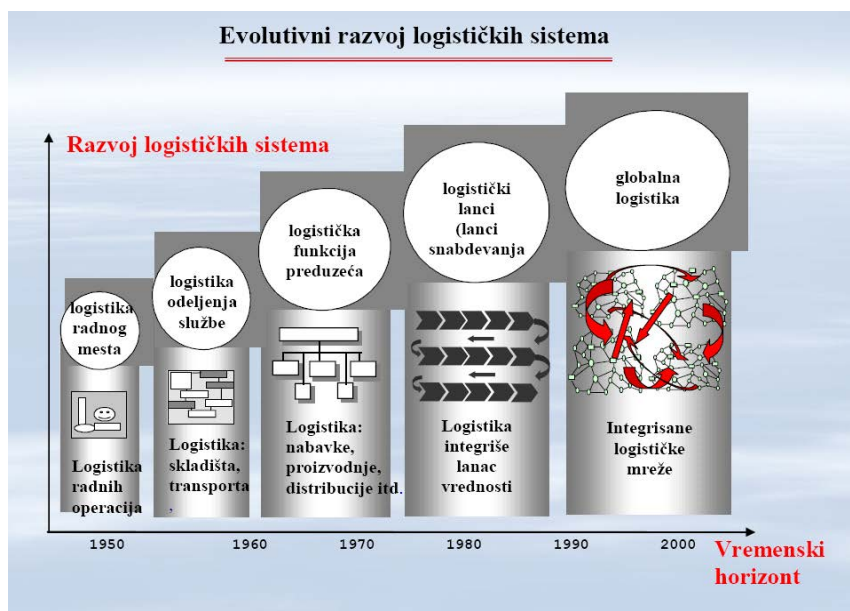 Evolutivni razvoj logističkih sistema
Razvoj logističkih sistema
logistika
radnog
mesta
logistika
odeljenja
službe
logistička
funkcija
preduzeća
logistički
lanci
(lanci
snabdevanja
globalna
logistika
Logistika
radnih
operacija
Logistika:
skladišta,
transporta
,
Logistika:
nabavke,
proizvodnje,
distribucije itd.
Logistika
integriše
lanac
vrednosti
Integrisane
logističke
mreže
1950 1960 1970 1980 1990 2000
Vremenski
horizont